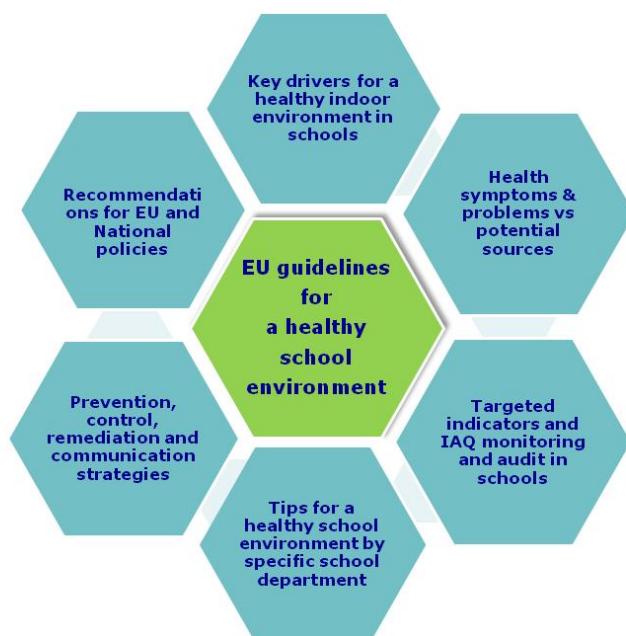 Key drivers for a
healthy indoor
environment in
schools
Health
symptoms &
problems vs
potential
sources
Targeted
indicators and
IAQ monitoring
and audit in
schools
Tips for a
healthy school
environment by
specific school
department
Prevention,
control,
remediation and
communication
strategies
Recommendati
ons for EU and
National
policies
EU guidelines
for
a healthy
school
environment